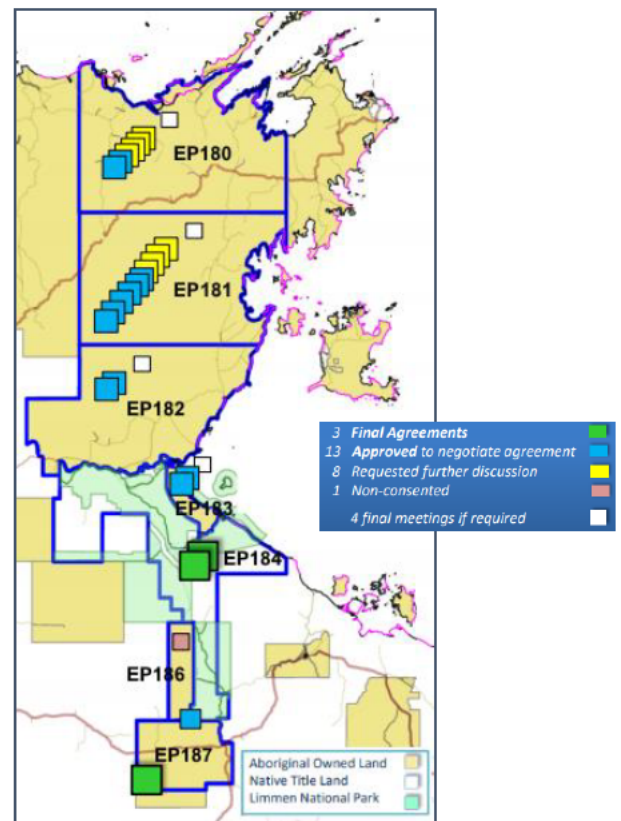 EP180
EP181
EP182
EP183
EP184
EP186
EP187
3 Final Agreements
13 Approved to negotiate agreement
8 Requested further discussion
1 Non-consented
4 final meetings if required
Aboriginal Owned Land
Native Title Land
Limmen National Park